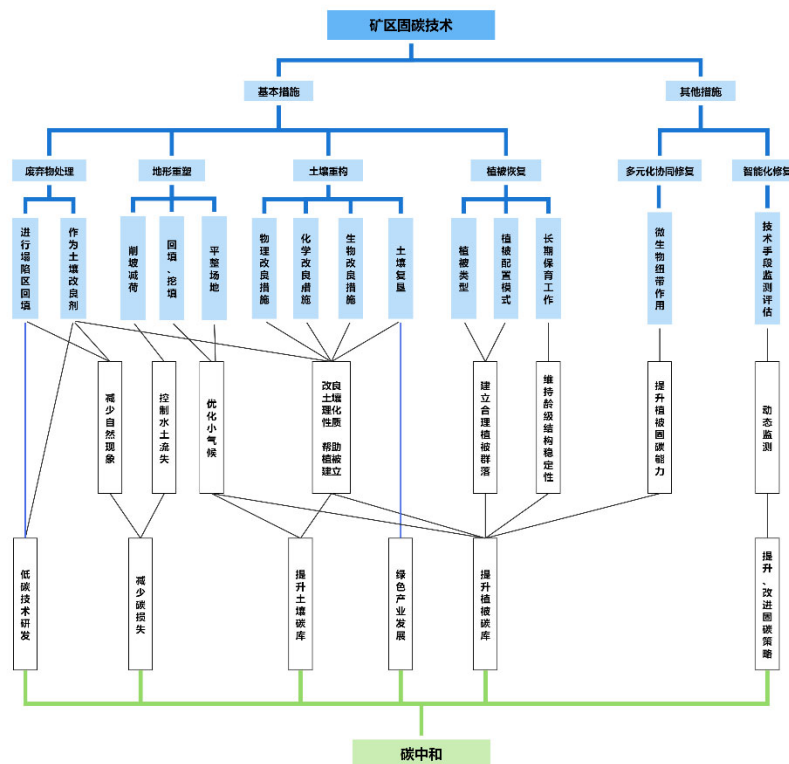 矿区固碳技术
基本措施
其他措施
废弃物处理
地形重塑
土壤重构
植被恢复
多元化协同修复
智能化修复
进行塌陷区回填
作为土壤改良剂
削坡减荷
回填、挖填
平整场地
物理改良措施
化学改良措施
生物改良措施
土壤复垦
植被类型
植被配置模式
长期保育工作
微生物纽带作用
技术手段监测评估
减少自然现象
控制水土流失
优化小气候
改良土壤理化性质
帮助植被建立
建立合理植被群落
维持龄级结构稳定性
提升植被固碳能力
动态监测
低碳技术研发
减少碳损失
提升土壤碳库
绿色产业发展
提升植被碳库
提升、改进固碳策略
碳中和